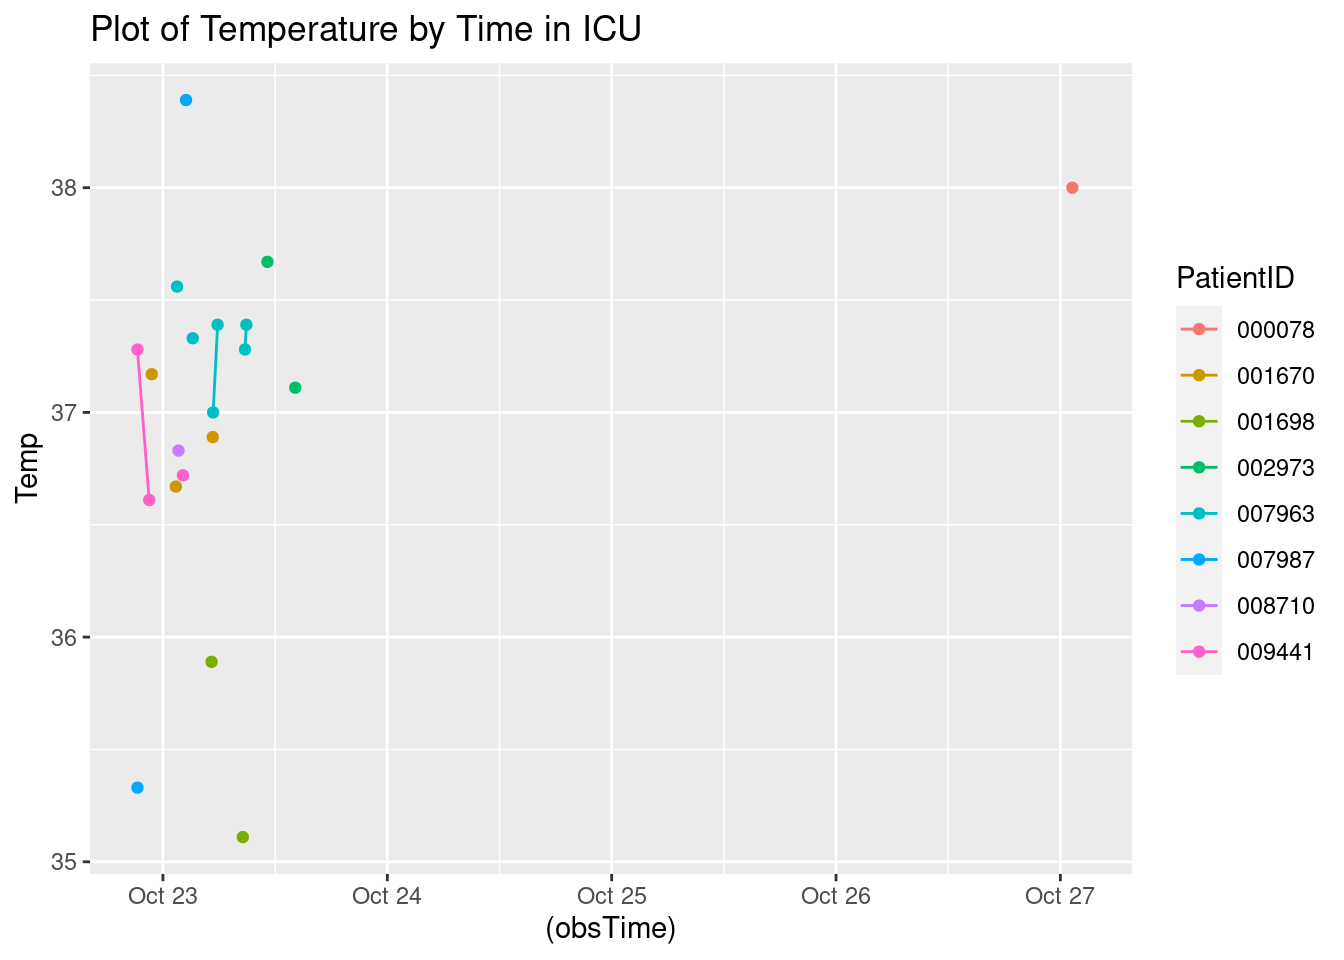 Plot of Temperature by Time in ICU
38
37
36
35
Temp
Oct 23
Oct 24
Oct 25
Oct 26
Oct 27
(obsTime)
PatientID
000078
001670
001698
002973
007963
007987
008710
009441